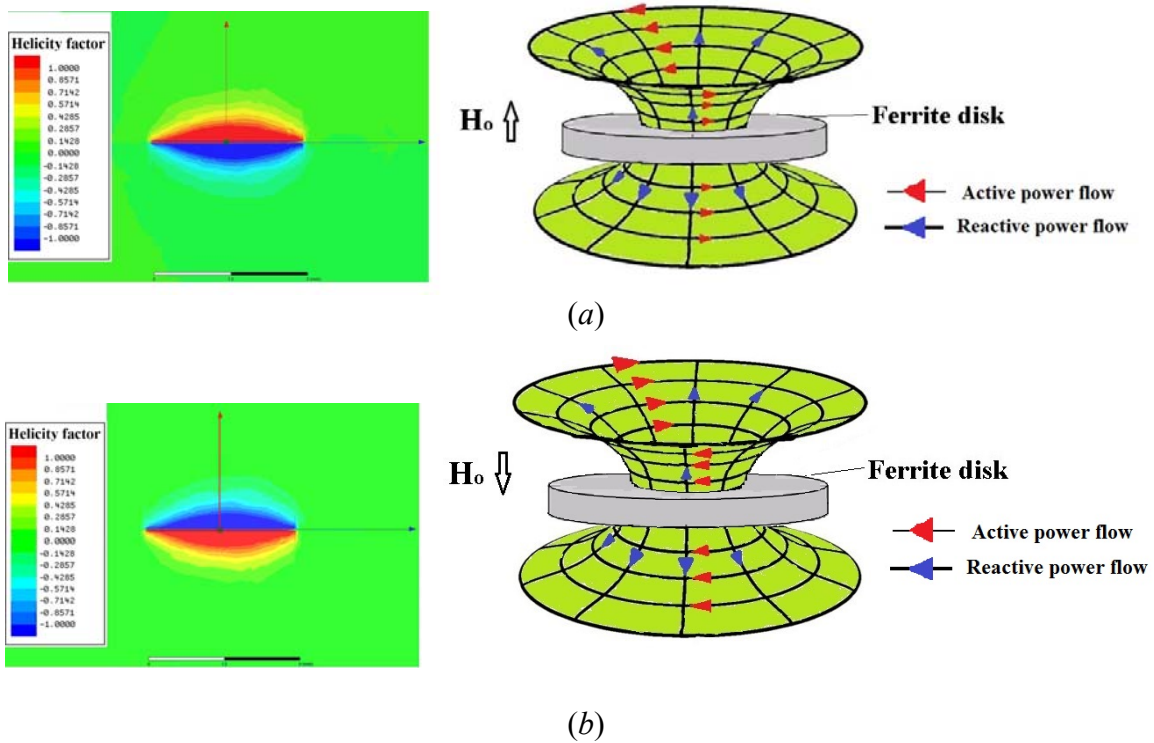 Helicity factor
1.0000
0.8571
0.7142
0.5714
0.4285
0.2857
0.1428
0.0000
-0.1428
-0.2857
-0.4285
-0.5714
-0.7142
-0.8571
-1.0000
Ho
Ferrite disk
Active power flow
Reactive power flow
(a)
Helicity factor
1.0000
0.8571
0.7142
0.5714
0.4285
0.2857
0.1428
0.0000
-0.1428
-0.2857
-0.4285
-0.5714
-0.7142
-0.8571
-1.0000
Ho
Ferrite disk
Active power flow
Reactive power flow
(b)